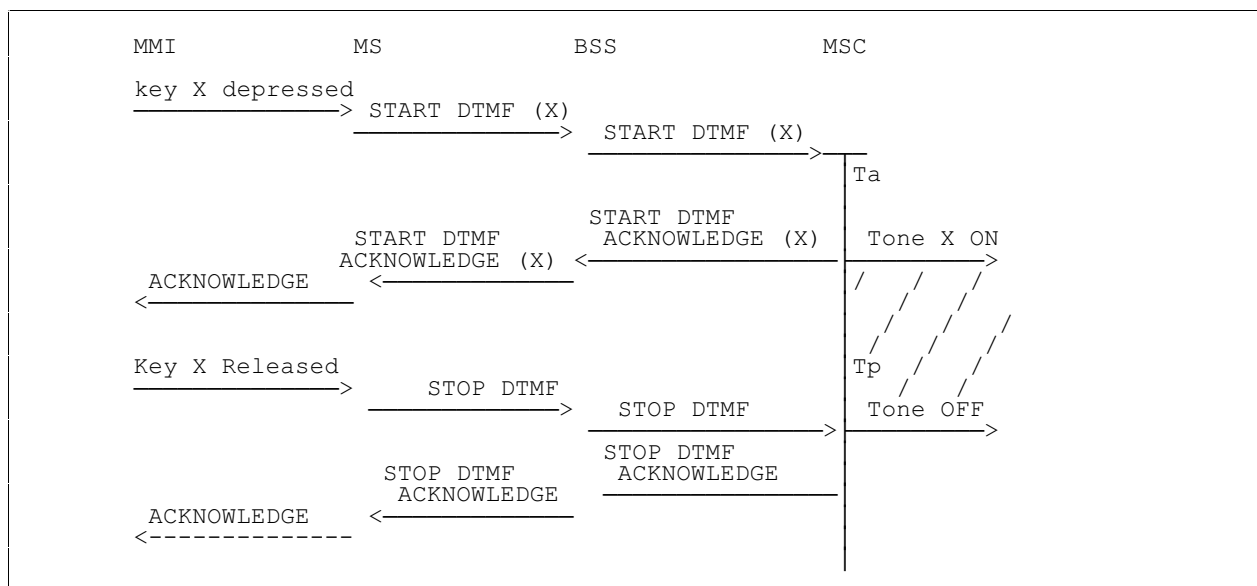 MMI MS BSS MSC
key X depressed
START DTMF (X)
START DTMF (X)
Ta
START DTMF
START DTMF ACKNOWLEDGE (X) Tone X ON
ACKNOWLEDGE (X)
ACKNOWLEDGE
Key X Released Tp
STOP DTMF
STOP DTMF Tone OFF
STOP DTMF
STOP DTMF ACKNOWLEDGE
ACKNOWLEDGE
ACKNOWLEDGE